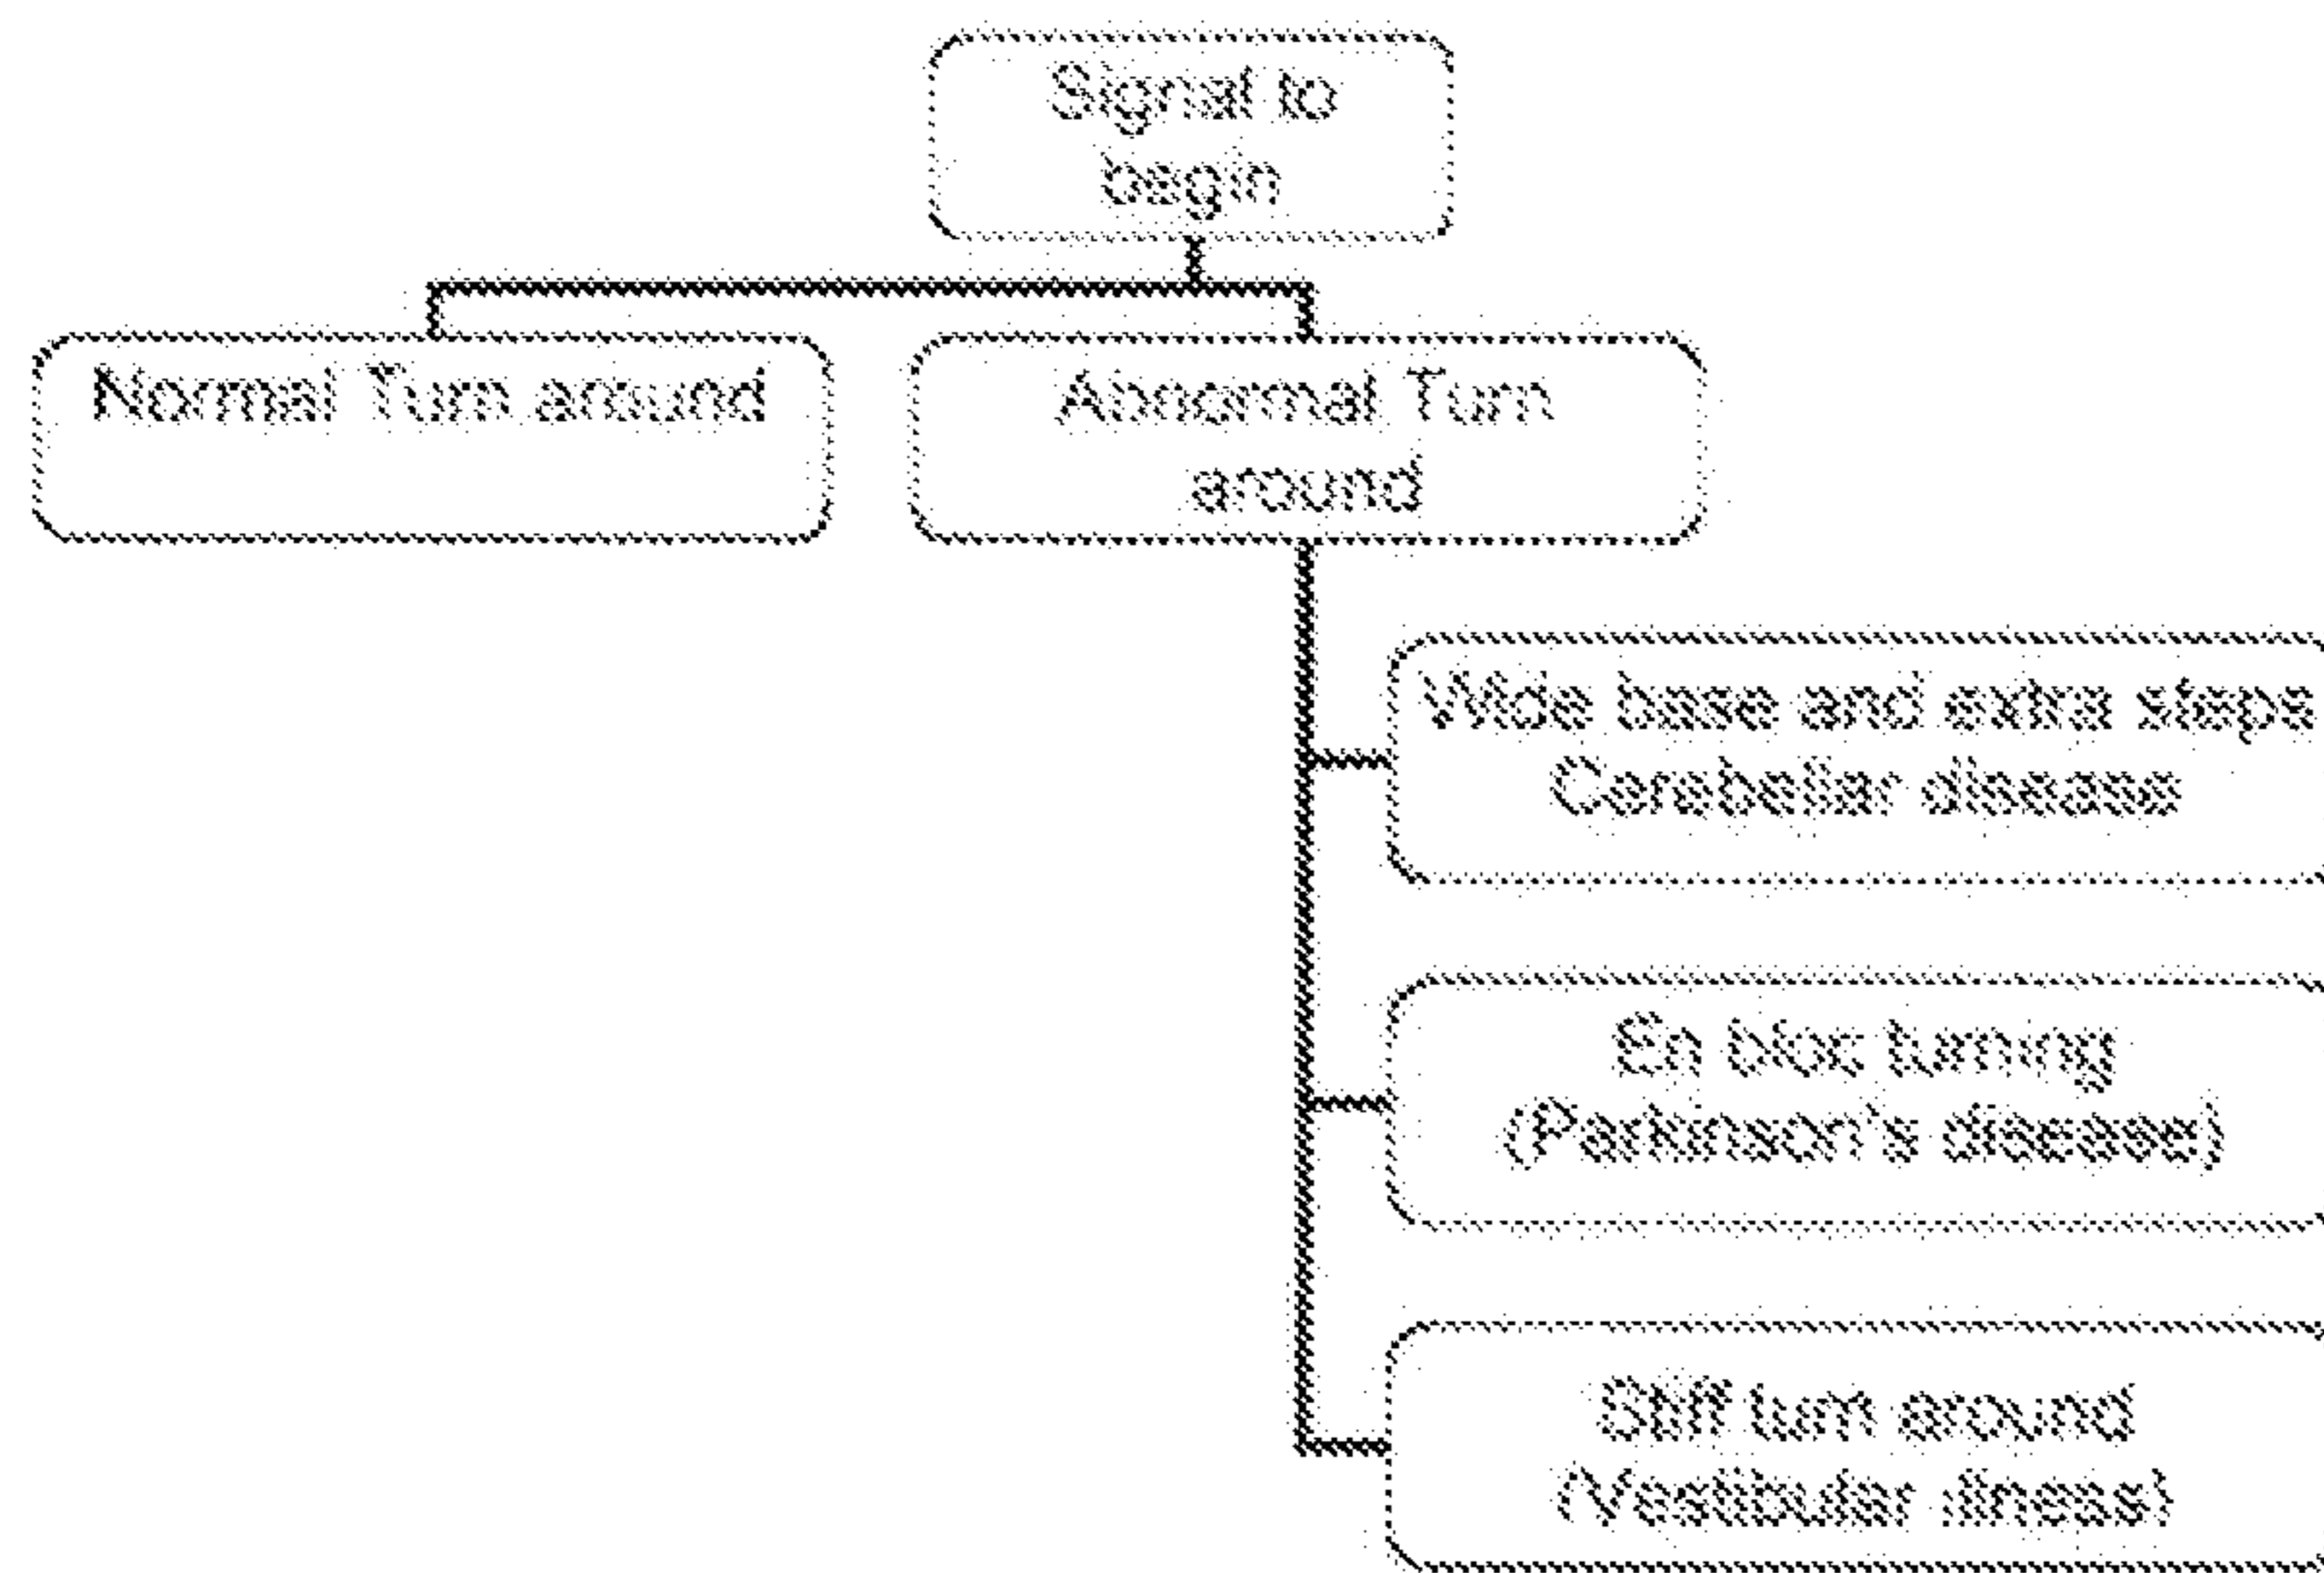 Signal to
begin
Normal Turn around
Abnormal Turn
around
Wide base and extra steps
Cerebellar disease
En bloc turning
(Parkinson's disease)
Stiff turn around
(Vestibular illness)